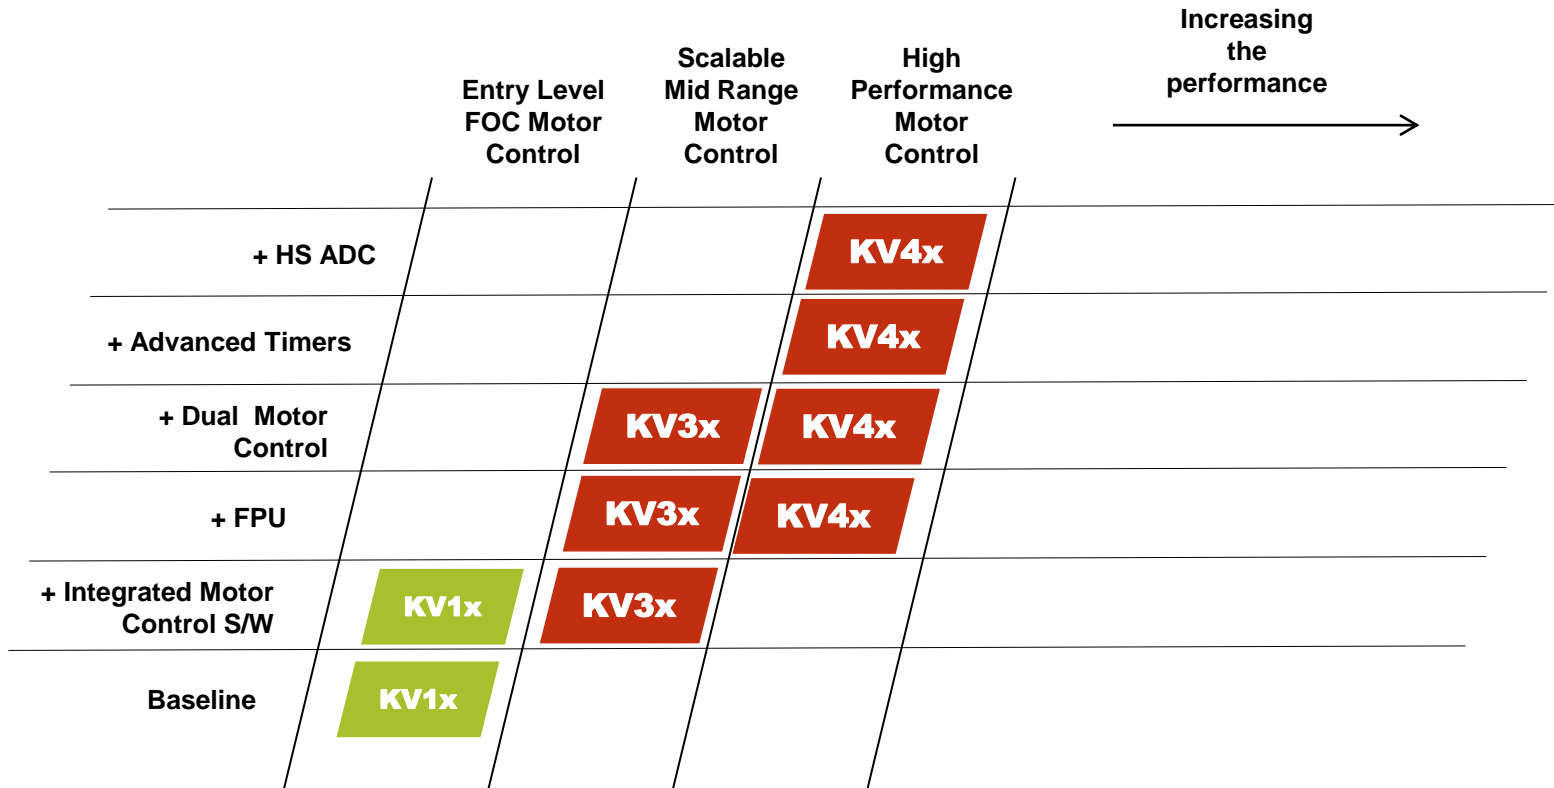 Increasing
the
performance
Entry Level
FOC Motor
Control
Scalable
Mid Range
Motor
Control
High
Performance
Motor
Control
+ HS ADC
KV4x
+ Advanced Timers
KV4x
+ Dual Motor
Control
KV3x
KV4x
+ FPU
KV3x
KV4x
+ Integrated Motor
Control S/W
KV1x
KV3x
Baseline
KV1x